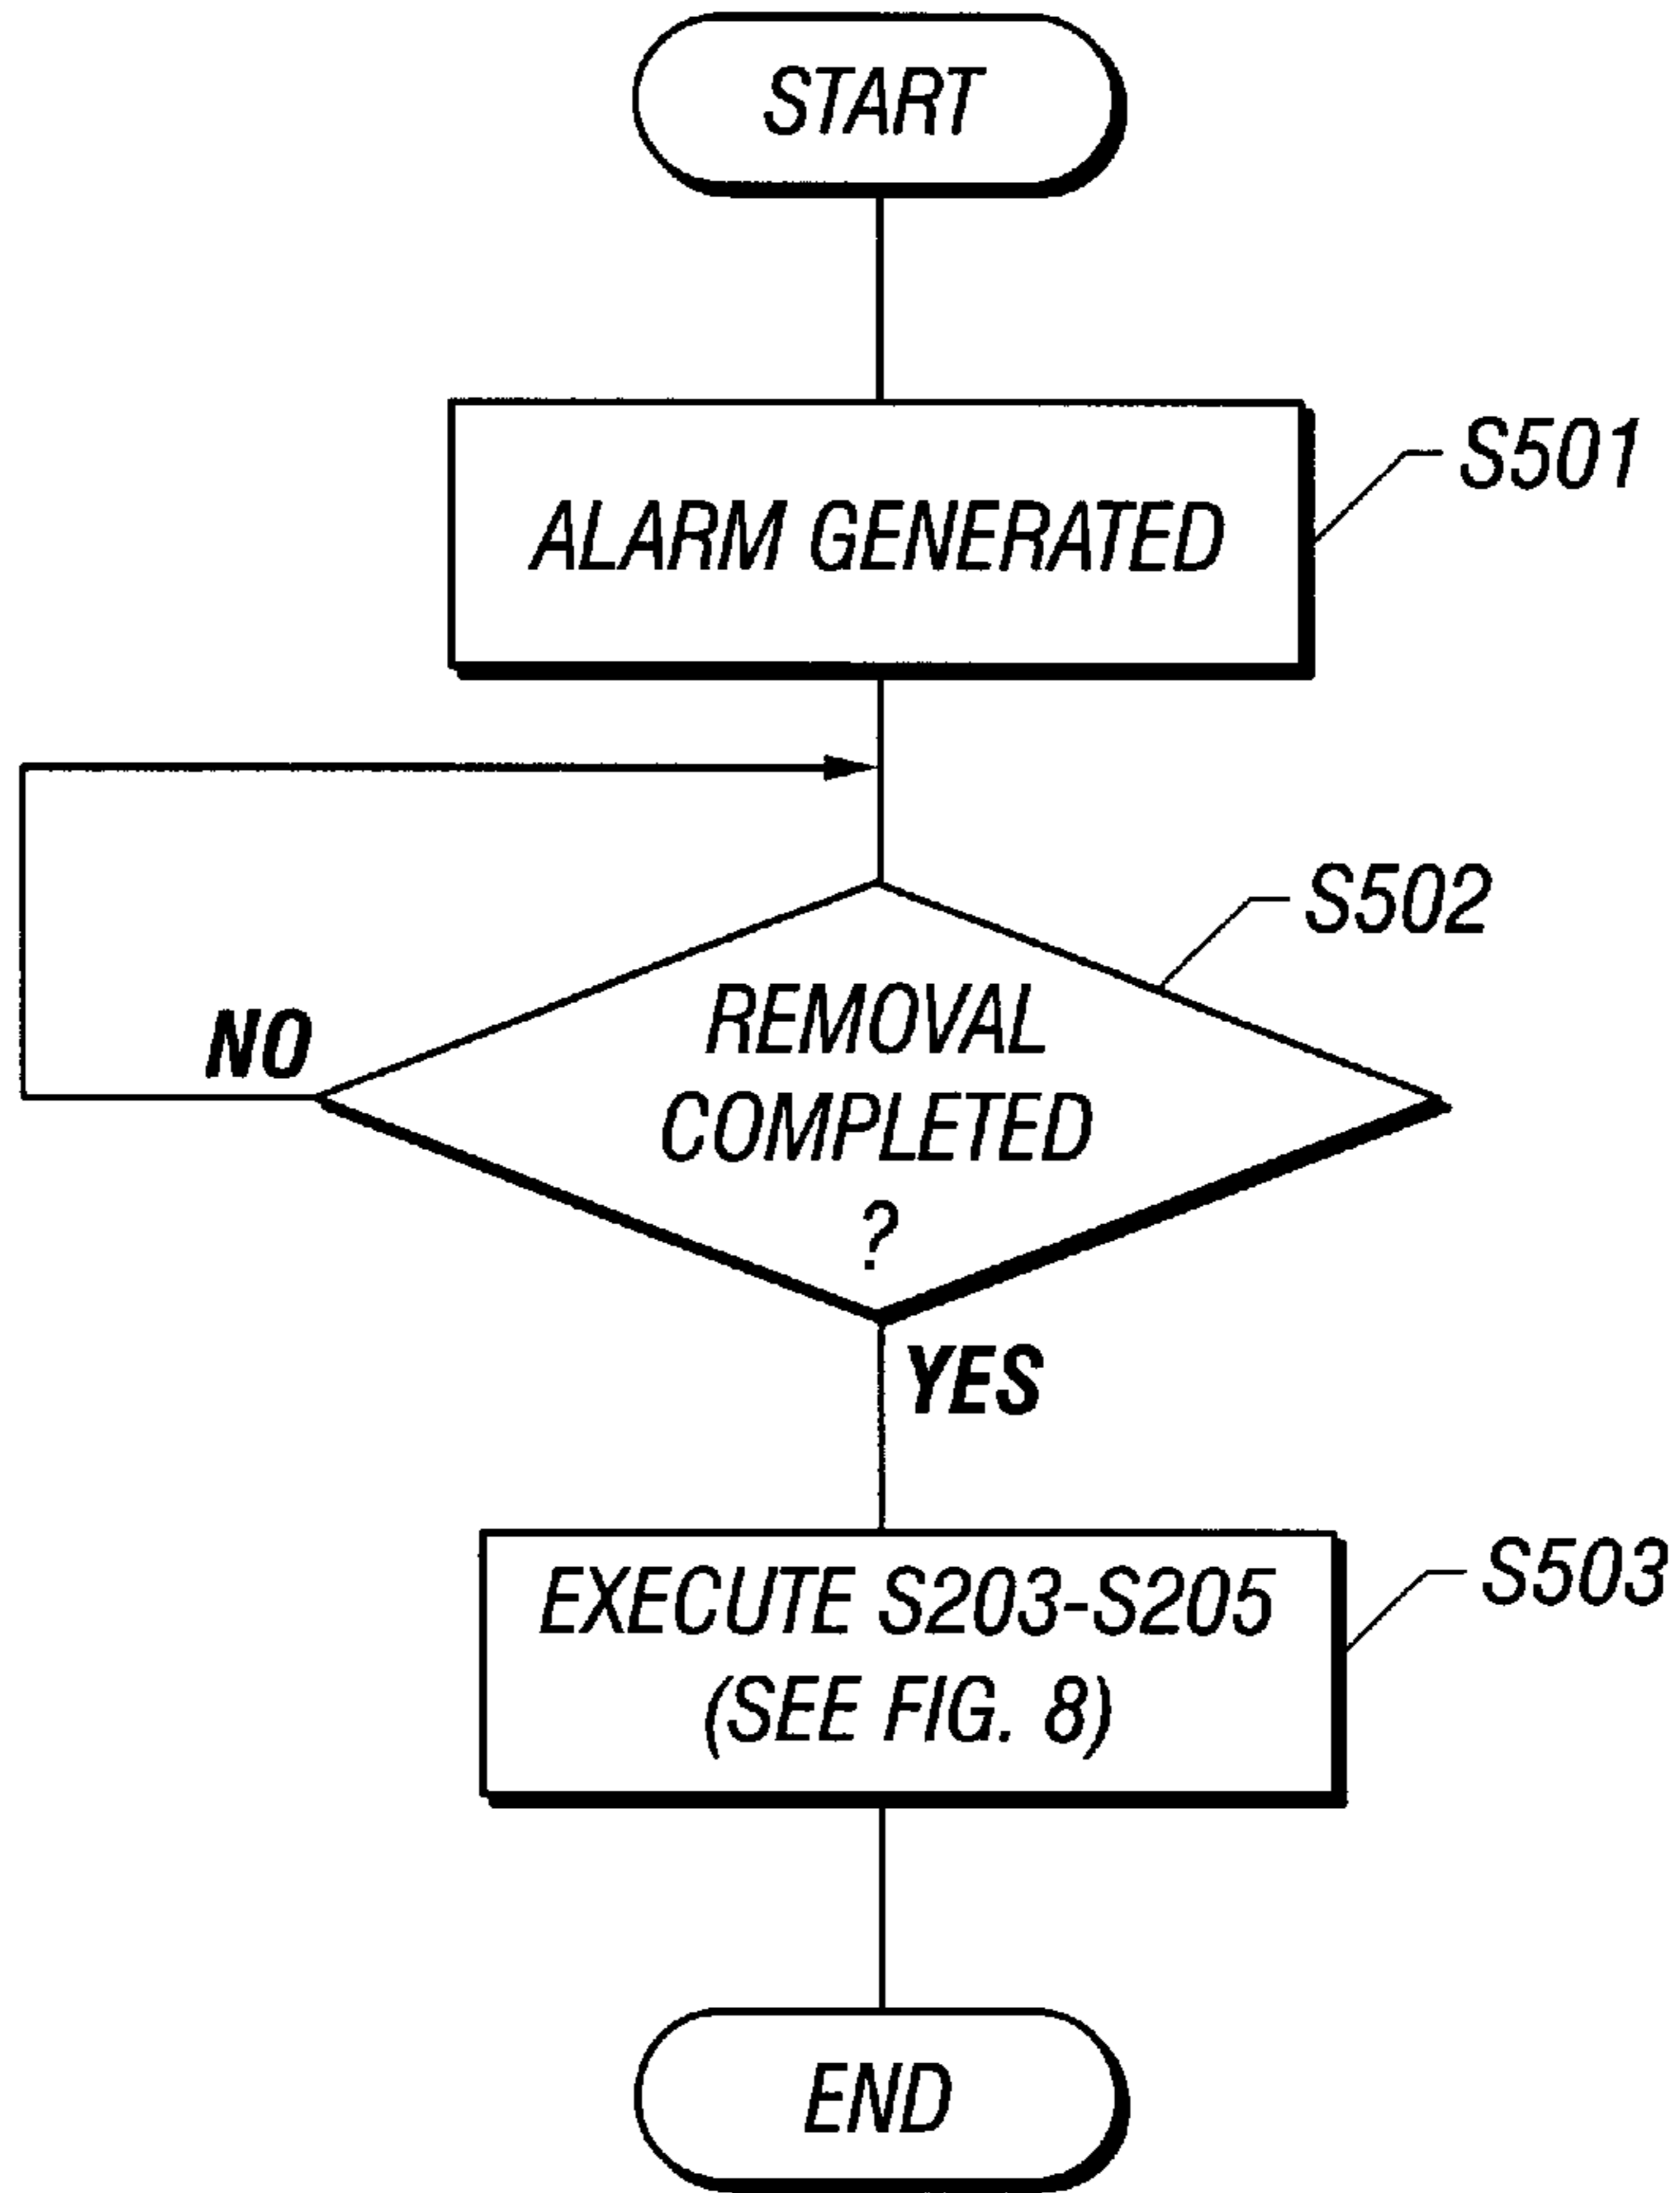 START
ALARM GENERATED
S501
S502
REMOVAL
COMPLETED
?
NO
YES
EXECUTE S203-S205
(SEE FIG. 8)
S503
END